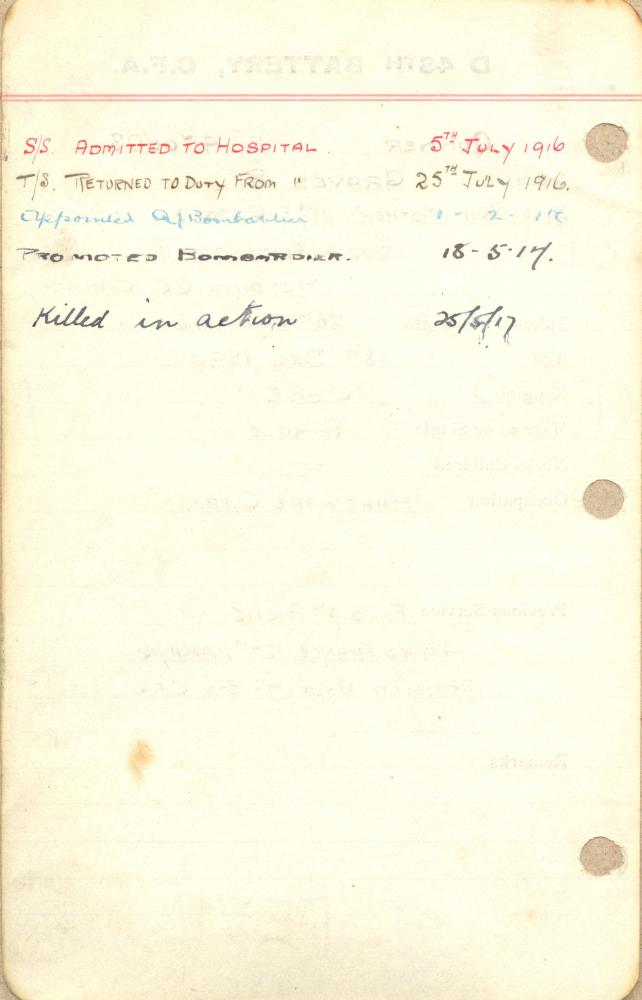 S/S. ADMITTED TO HOSPITAL. 5TH JULY 1916
T/S. RETURNED TO DUTY FROM " 25TH JULY 1916.
Appointed A/Bombardier 1 - 2 -
PROMOTED BOMBARDIER. 18 - 5 - 17.
Killed in action 25/5/17